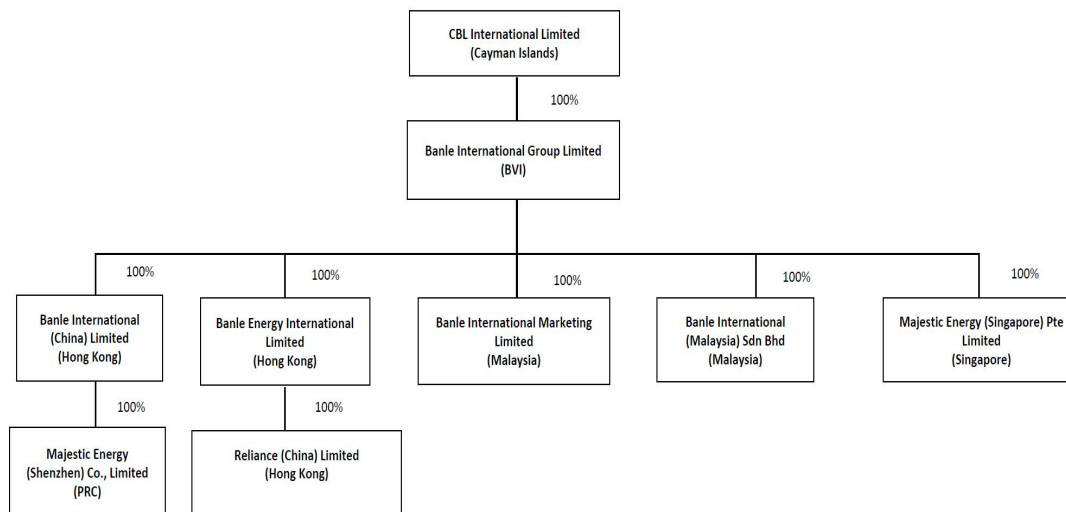 CBL International Limited
(Cayman Islands)
100%
Banle International Group Limited
(BVI)
100%
100%
100%
100%
100%
Banle International
(China) Limited
(Hong Kong)
Banle Energy International
Limited
(Hong Kong)
Banle International Marketing
Limited
(Malaysia)
Banle International
(Malaysia) Sdn Bhd
(Malaysia)
Majestic Energy (Singapore) Pte
Limited
(Singapore)
100%
100%
Majestic Energy
(Shenzhen) Co., Limited
(PRC)
Reliance (China) Limited
(Hong Kong)